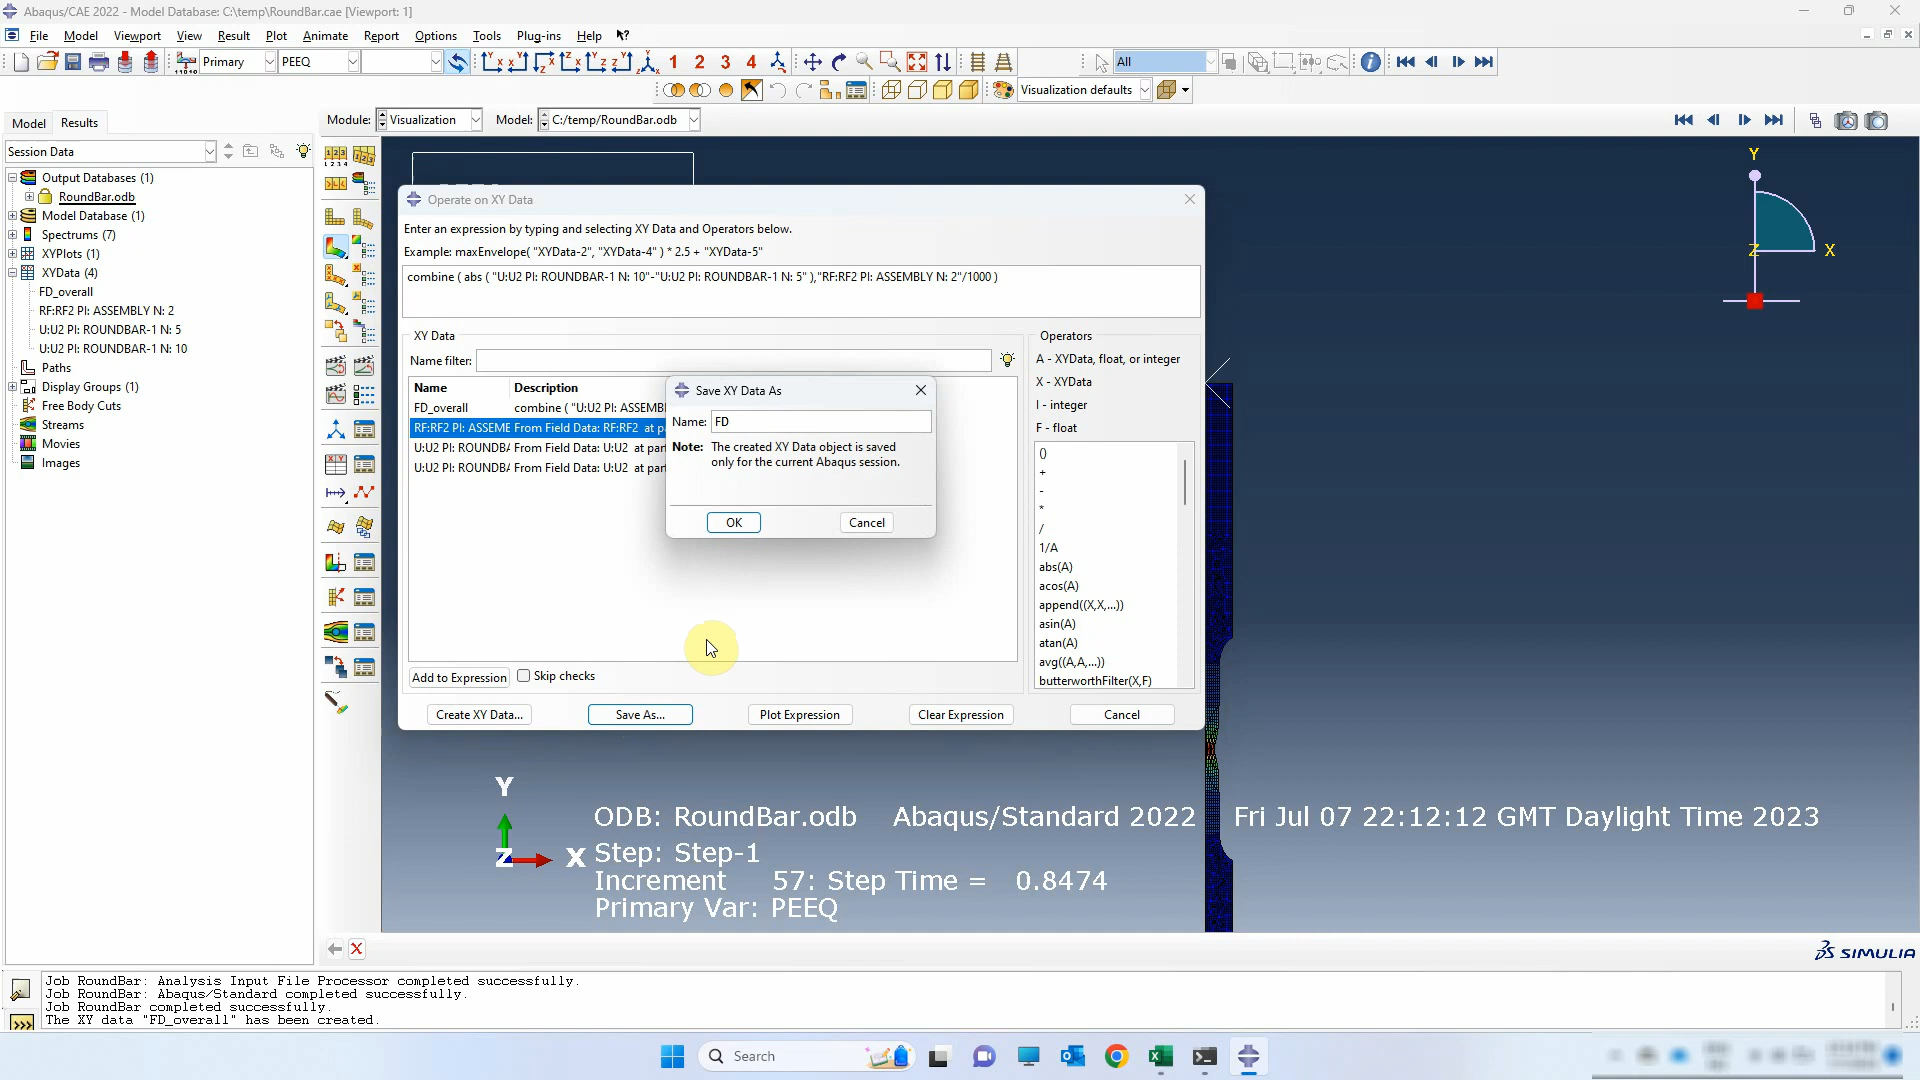 Abaqus/CAE 2022 - Model Database: C:\temp\RoundBar.cae [Viewport: 1]
File Model Viewport View Result Plot Animate Report Options Tools Plug-ins Help
Primary PEEQ 1 2 3 4 All
Visualization defaults
Model Results
Module: Visualization Model: C:/temp/RoundBar.odb
Session Data
Output Databases (1)
RoundBar.odb
Model Database (1)
Spectrums (7)
XYPlots (1)
XYData (4)
FD_overall
RF:RF2 PI: ASSEMBLY N: 2
U:U2 PI: ROUNDBAR-1 N: 5
U:U2 PI: ROUNDBAR-1 N: 10
Paths
Display Groups (1)
Free Body Cuts
Streams
Movies
Images
Operate on XY Data
Enter an expression by typing and selecting XY Data and Operators below.
Example: maxEnvelope( "XYData-2", "XYData-4" ) * 2.5 + "XYData-5"
combine ( abs ( "U:U2 PI: ROUNDBAR-1 N: 10"-"U:U2 PI: ROUNDBAR-1 N: 5" ),"RF:RF2 PI: ASSEMBLY N: 2"/1000 )
XY Data
Name filter:
Name Description
FD_overall combine ( "U:U2 PI: ASSEMB
RF:RF2 PI: ASSEME From Field Data: RF:RF2 at pa
U:U2 PI: ROUNDB From Field Data: U:U2 at part
U:U2 PI: ROUNDB From Field Data: U:U2 at part
Add to Expression Skip checks
Create XY Data... Save As... Plot Expression Clear Expression Cancel
Operators
A - XYData, float, or integer
X - XYData
I - integer
F - float
()
+
-
*
/
1/A
abs(A)
acos(A)
append((X,X,...))
asin(A)
atan(A)
avg((A,A,...))
butterworthFilter(X,F)
Save XY Data As
Name: FD
Note: The created XY Data object is saved
only for the current Abaqus session.
OK Cancel
Y
Z X
Y
Z X
ODB: RoundBar.odb Abaqus/Standard 2022 Fri Jul 07 22:12:12 GMT Daylight Time 2023
Step: Step-1
Increment 57: Step Time = 0.8474
Primary Var: PEEQ
SIMULIA
Job RoundBar: Analysis Input File Processor completed successfully.
Job RoundBar: Abaqus/Standard completed successfully.
Job RoundBar completed successfully.
The XY data "FD_overall" has been created.
Search